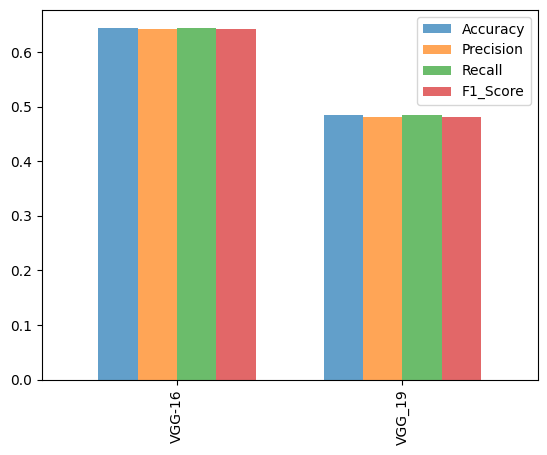 Accuracy
Precision
Recall
F1_Score
0.6
0.5
0.4
0.3
0.2
0.1
0.0
VGG-16
VGG_19